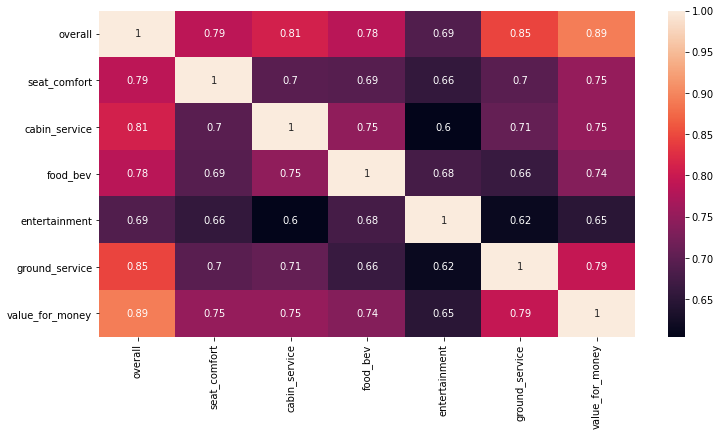 overall 1 0.79 0.81 0.78 0.69 0.85 0.89
seat_comfort 0.79 1 0.7 0.69 0.66 0.7 0.75
cabin_service 0.81 0.7 1 0.75 0.6 0.71 0.75
food_bev 0.78 0.69 0.75 1 0.68 0.66 0.74
entertainment 0.69 0.66 0.6 0.68 1 0.62 0.65
ground_service 0.85 0.7 0.71 0.66 0.62 1 0.79
value_for_money 0.89 0.75 0.75 0.74 0.65 0.79 1
overall
seat_comfort
cabin_service
food_bev
entertainment
ground_service
value_for_money
1.00
0.95
0.90
0.85
0.80
0.75
0.70
0.65